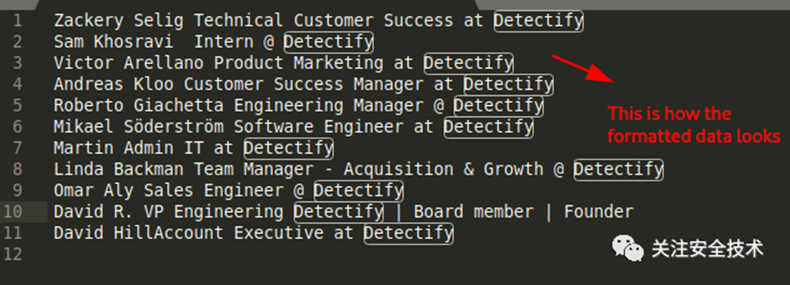 1 Zackery Selig Technical Customer Success at Detectify
2 Sam Khosravi  Intern @ Detectify
3 Victor Arellano Product Marketing at Detectify
4 Andreas Kloo Customer Success Manager at Detectify
5 Roberto Giachetta Engineering Manager @ Detectify
6 Mikael Söderström Software Engineer at Detectify
7 Martin Admin IT at Detectify
8 Linda Backman Team Manager - Acquisition & Growth @ Detectify
9 Omar Aly Sales Engineer @ Detectify
10 David R. VP Engineering Detectify | Board member | Founder
11 David HillAccount Executive at Detectify
12
This is how the
formatted data looks
关注安全技术